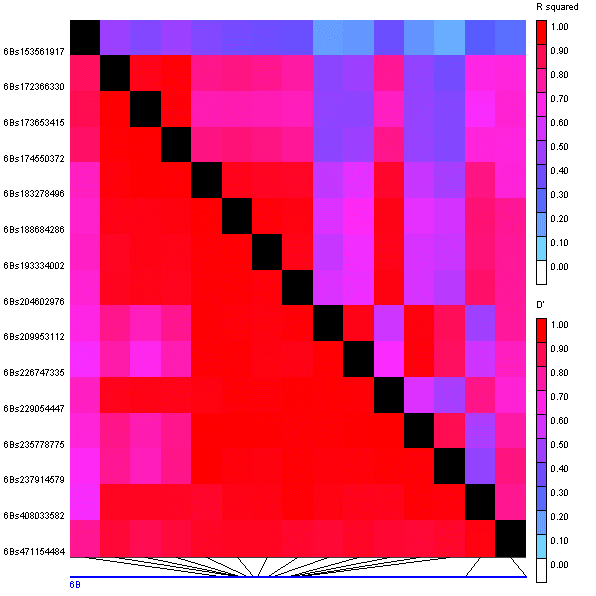 R squared
1.00
0.90
0.80
0.70
0.60
0.50
0.40
0.30
0.20
0.10
0.00
D'
1.00
0.90
0.80
0.70
0.60
0.50
0.40
0.30
0.20
0.10
0.00
6Bs153561917
6Bs172366330
6Bs173653415
6Bs174550372
6Bs183278496
6Bs188684286
6Bs193334002
6Bs204602976
6Bs209953112
6Bs226747335
6Bs229054447
6Bs235778775
6Bs237914579
6Bs408033582
6Bs471154484
6B